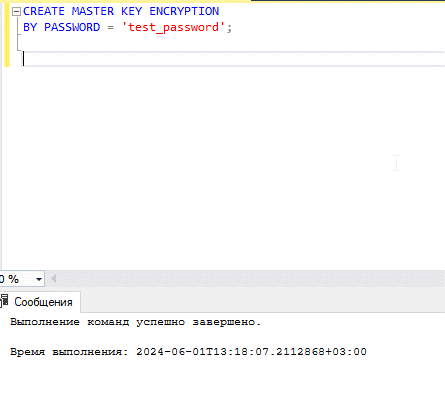 CREATE MASTER KEY ENCRYPTION
BY PASSWORD = 'test_password';
0 %
Сообщения
Выполнение команд успешно завершено.
Время выполнения: 2024-06-01T13:18:07.2112868+03:00